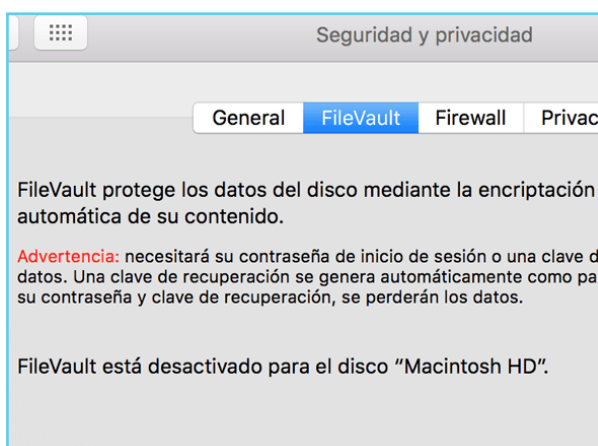 Seguridad y privacidad
General FileVault Firewall Privac
FileVault protege los datos del disco mediante la encriptación
automática de su contenido.
Advertencia: necesitará su contraseña de inicio de sesión o una clave d
datos. Una clave de recuperación se genera automáticamente como pa
su contraseña y clave de recuperación, se perderán los datos.
FileVault está desactivado para el disco “Macintosh HD”.